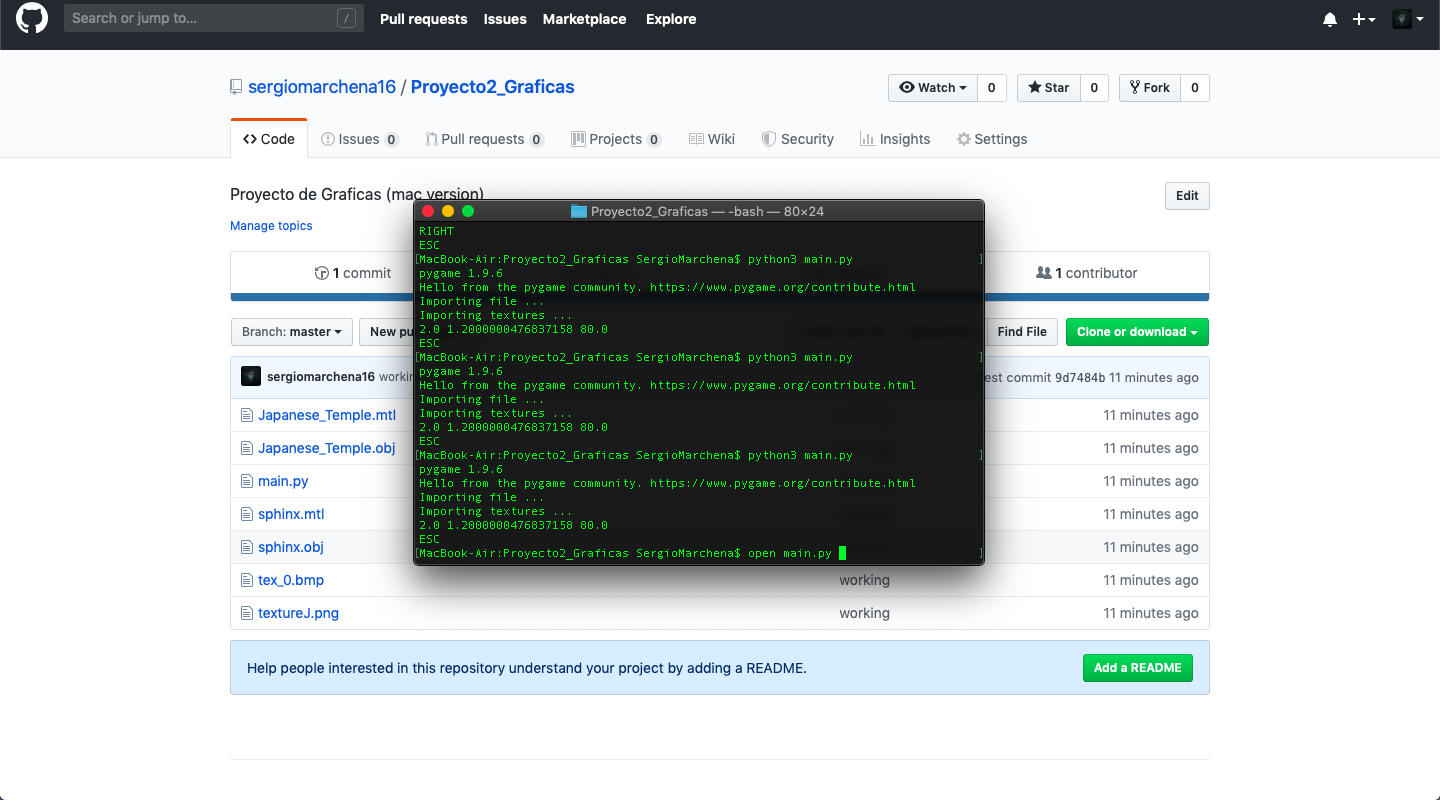 Search or jump to...
/
Pull requests
Issues
Marketplace
Explore
sergiomarchena16 / Proyecto2_Graficas
Watch
0
Star
0
Fork
0
Code
Issues 0
Pull requests 0
Projects 0
Wiki
Security
Insights
Settings
Proyecto de Graficas (mac version)
Edit
Manage topics
1 commit
1 contributor
Branch: master
New pu
Find File
Clone or download
sergiomarchena16
commit 9d7484b 11 minutes ago
Japanese_Temple.mtl
11 minutes ago
Japanese_Temple.obj
11 minutes ago
main.py
11 minutes ago
sphinx.mtl
11 minutes ago
sphinx.obj
11 minutes ago
tex_0.bmp
working
11 minutes ago
textureJ.png
working
11 minutes ago
Help people interested in this repository understand your project by adding a README.
Add a README
Proyecto2_Graficas — -bash — 80×24
RIGHT
ESC
[MacBook-Air:Proyecto2_Graficas SergioMarchena$ python3 main.py ]
pygame 1.9.6
Hello from the pygame community. https://www.pygame.org/contribute.html
Importing file ...
Importing textures ...
2.0 1.2000000476837158 80.0
ESC
[MacBook-Air:Proyecto2_Graficas SergioMarchena$ python3 main.py ]
pygame 1.9.6
Hello from the pygame community. https://www.pygame.org/contribute.html
Importing file ...
Importing textures ...
2.0 1.2000000476837158 80.0
ESC
[MacBook-Air:Proyecto2_Graficas SergioMarchena$ python3 main.py ]
pygame 1.9.6
Hello from the pygame community. https://www.pygame.org/contribute.html
Importing file ...
Importing textures ...
2.0 1.2000000476837158 80.0
ESC
[MacBook-Air:Proyecto2_Graficas SergioMarchena$ open main.py ]